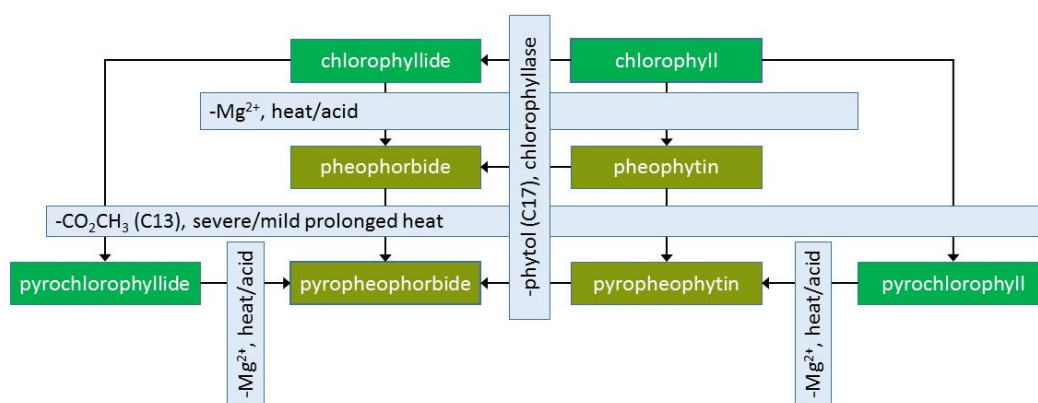 chlorophyllide
chlorophyll
-Mg²⁺, heat/acid
-phytol (C17), chlorophyllase
pheophorbide
pheophytin
-CO₂CH₃ (C13), severe/mild prolonged heat
pyrochlorophyllide
-Mg²⁺, heat/acid
pyropheophorbide
pyropheophytin
-Mg²⁺, heat/acid
pyrochlorophyll